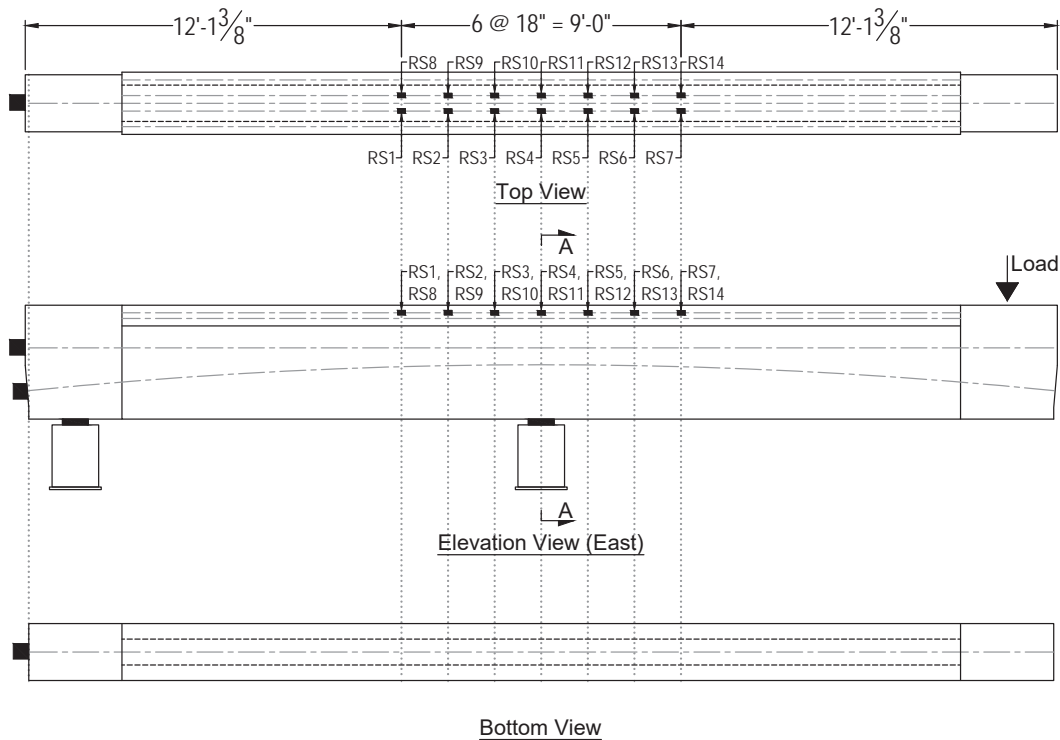 12'-1 3/8" 6 @ 18" = 9'-0" 12'-1 3/8"
RS8 RS9 RS10 RS11 RS12 RS13 RS14
RS1 RS2 RS3 RS4 RS5 RS6 RS7
Top View
A
Load
RS1, RS2, RS3, RS4, RS5, RS6, RS7,
RS8 RS9 RS10 RS11 RS12 RS13 RS14
A
Elevation View (East)
Bottom View